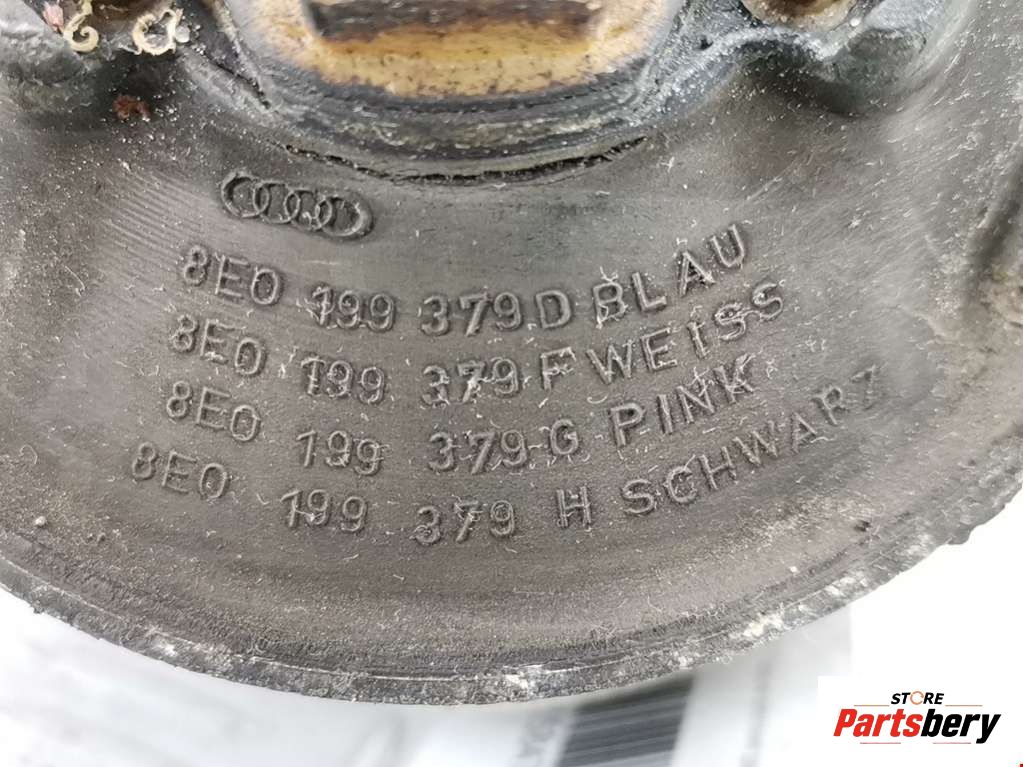 8E0 199 379 D BLAU
8E0 199 379 F WEISS
8E0 199 379 G PINK
8E0 199 379 H SCHWARZ
STORE
Partsbery